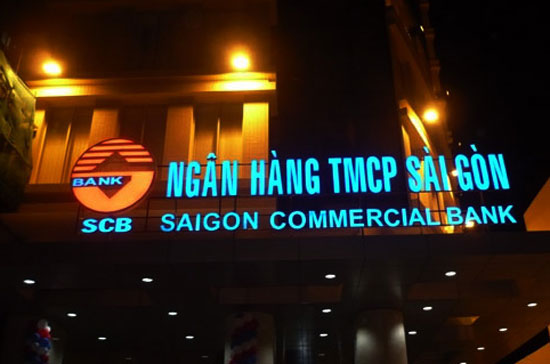 BANK
SCB
NGÂN HÀNG TMCP SÀI GÒN
SAIGON COMMERCIAL BANK